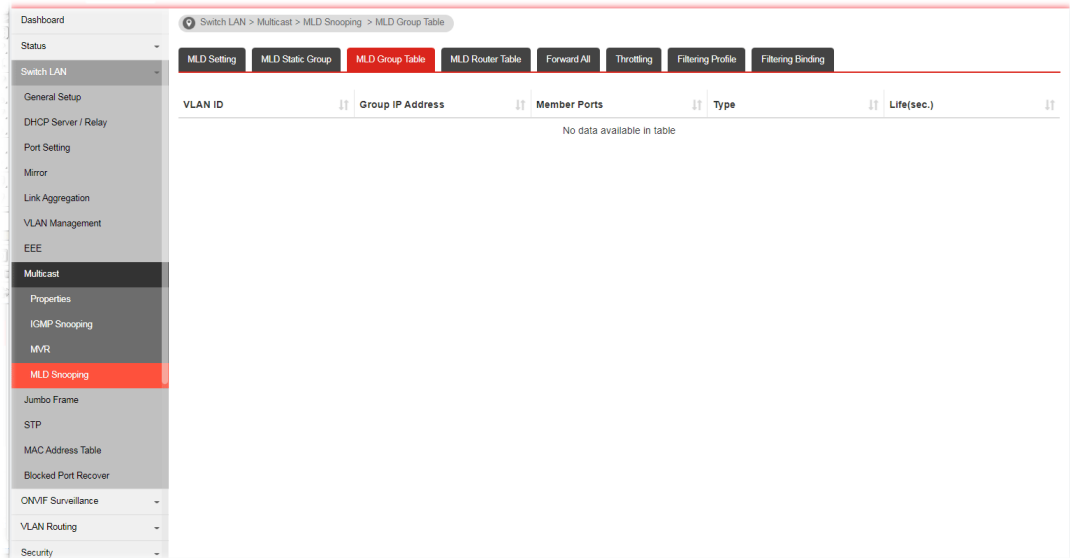 Dashboard
Status
Switch LAN
General Setup
DHCP Server / Relay
Port Setting
Mirror
Link Aggregation
VLAN Management
EEE
Multicast
Properties
IGMP Snooping
MVR
MLD Snooping
Jumbo Frame
STP
MAC Address Table
Blocked Port Recover
ONVIF Surveillance
VLAN Routing
Security
Switch LAN > Multicast > MLD Snooping > MLD Group Table
MLD Setting MLD Static Group MLD Group Table MLD Router Table Forward All Throttling Filtering Profile Filtering Binding
VLAN ID Group IP Address Member Ports Type Life(sec.)
No data available in table